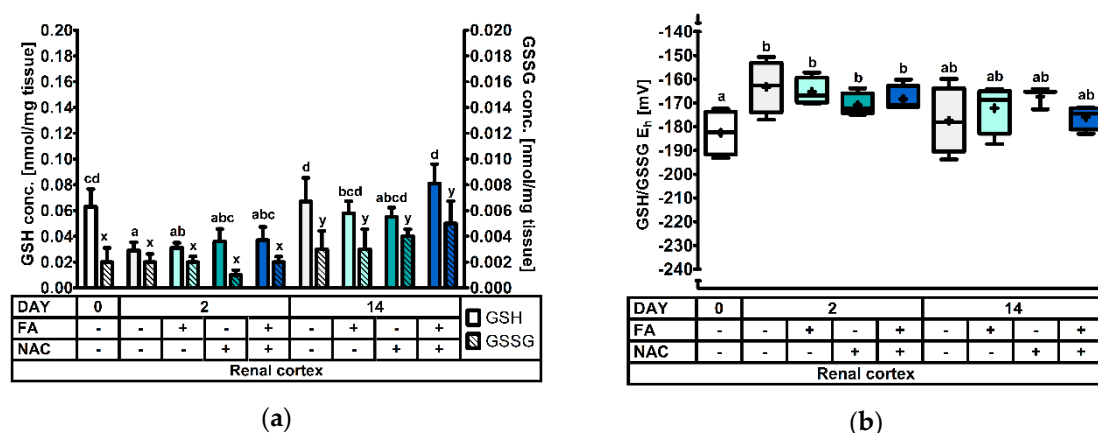 GSH conc. [nmol/mg tissue]
0.20
0.18
0.16
0.14
0.12
0.10
0.08
0.06
0.04
0.02
0.00
cd x a x ab x abc x abc x d y bcd y abcd y d y
0.020
0.018
0.016
0.014
0.012
0.010
0.008
0.006
0.004
0.002
0.000
GSSG conc. [nmol/mg tissue]
DAY 0 2 14
FA - - + - + - + - +
NAC - - - + + - - + +
Renal cortex
GSH
GSSG
(a)
GSH/GSSG Eh [mV]
-140
-150
-160
-170
-180
-190
-200
-210
-220
-230
-240
a b b b b ab ab ab ab
DAY 0 2 14
FA - - + - + - + - +
NAC - - - + + - - + +
Renal cortex
(b)